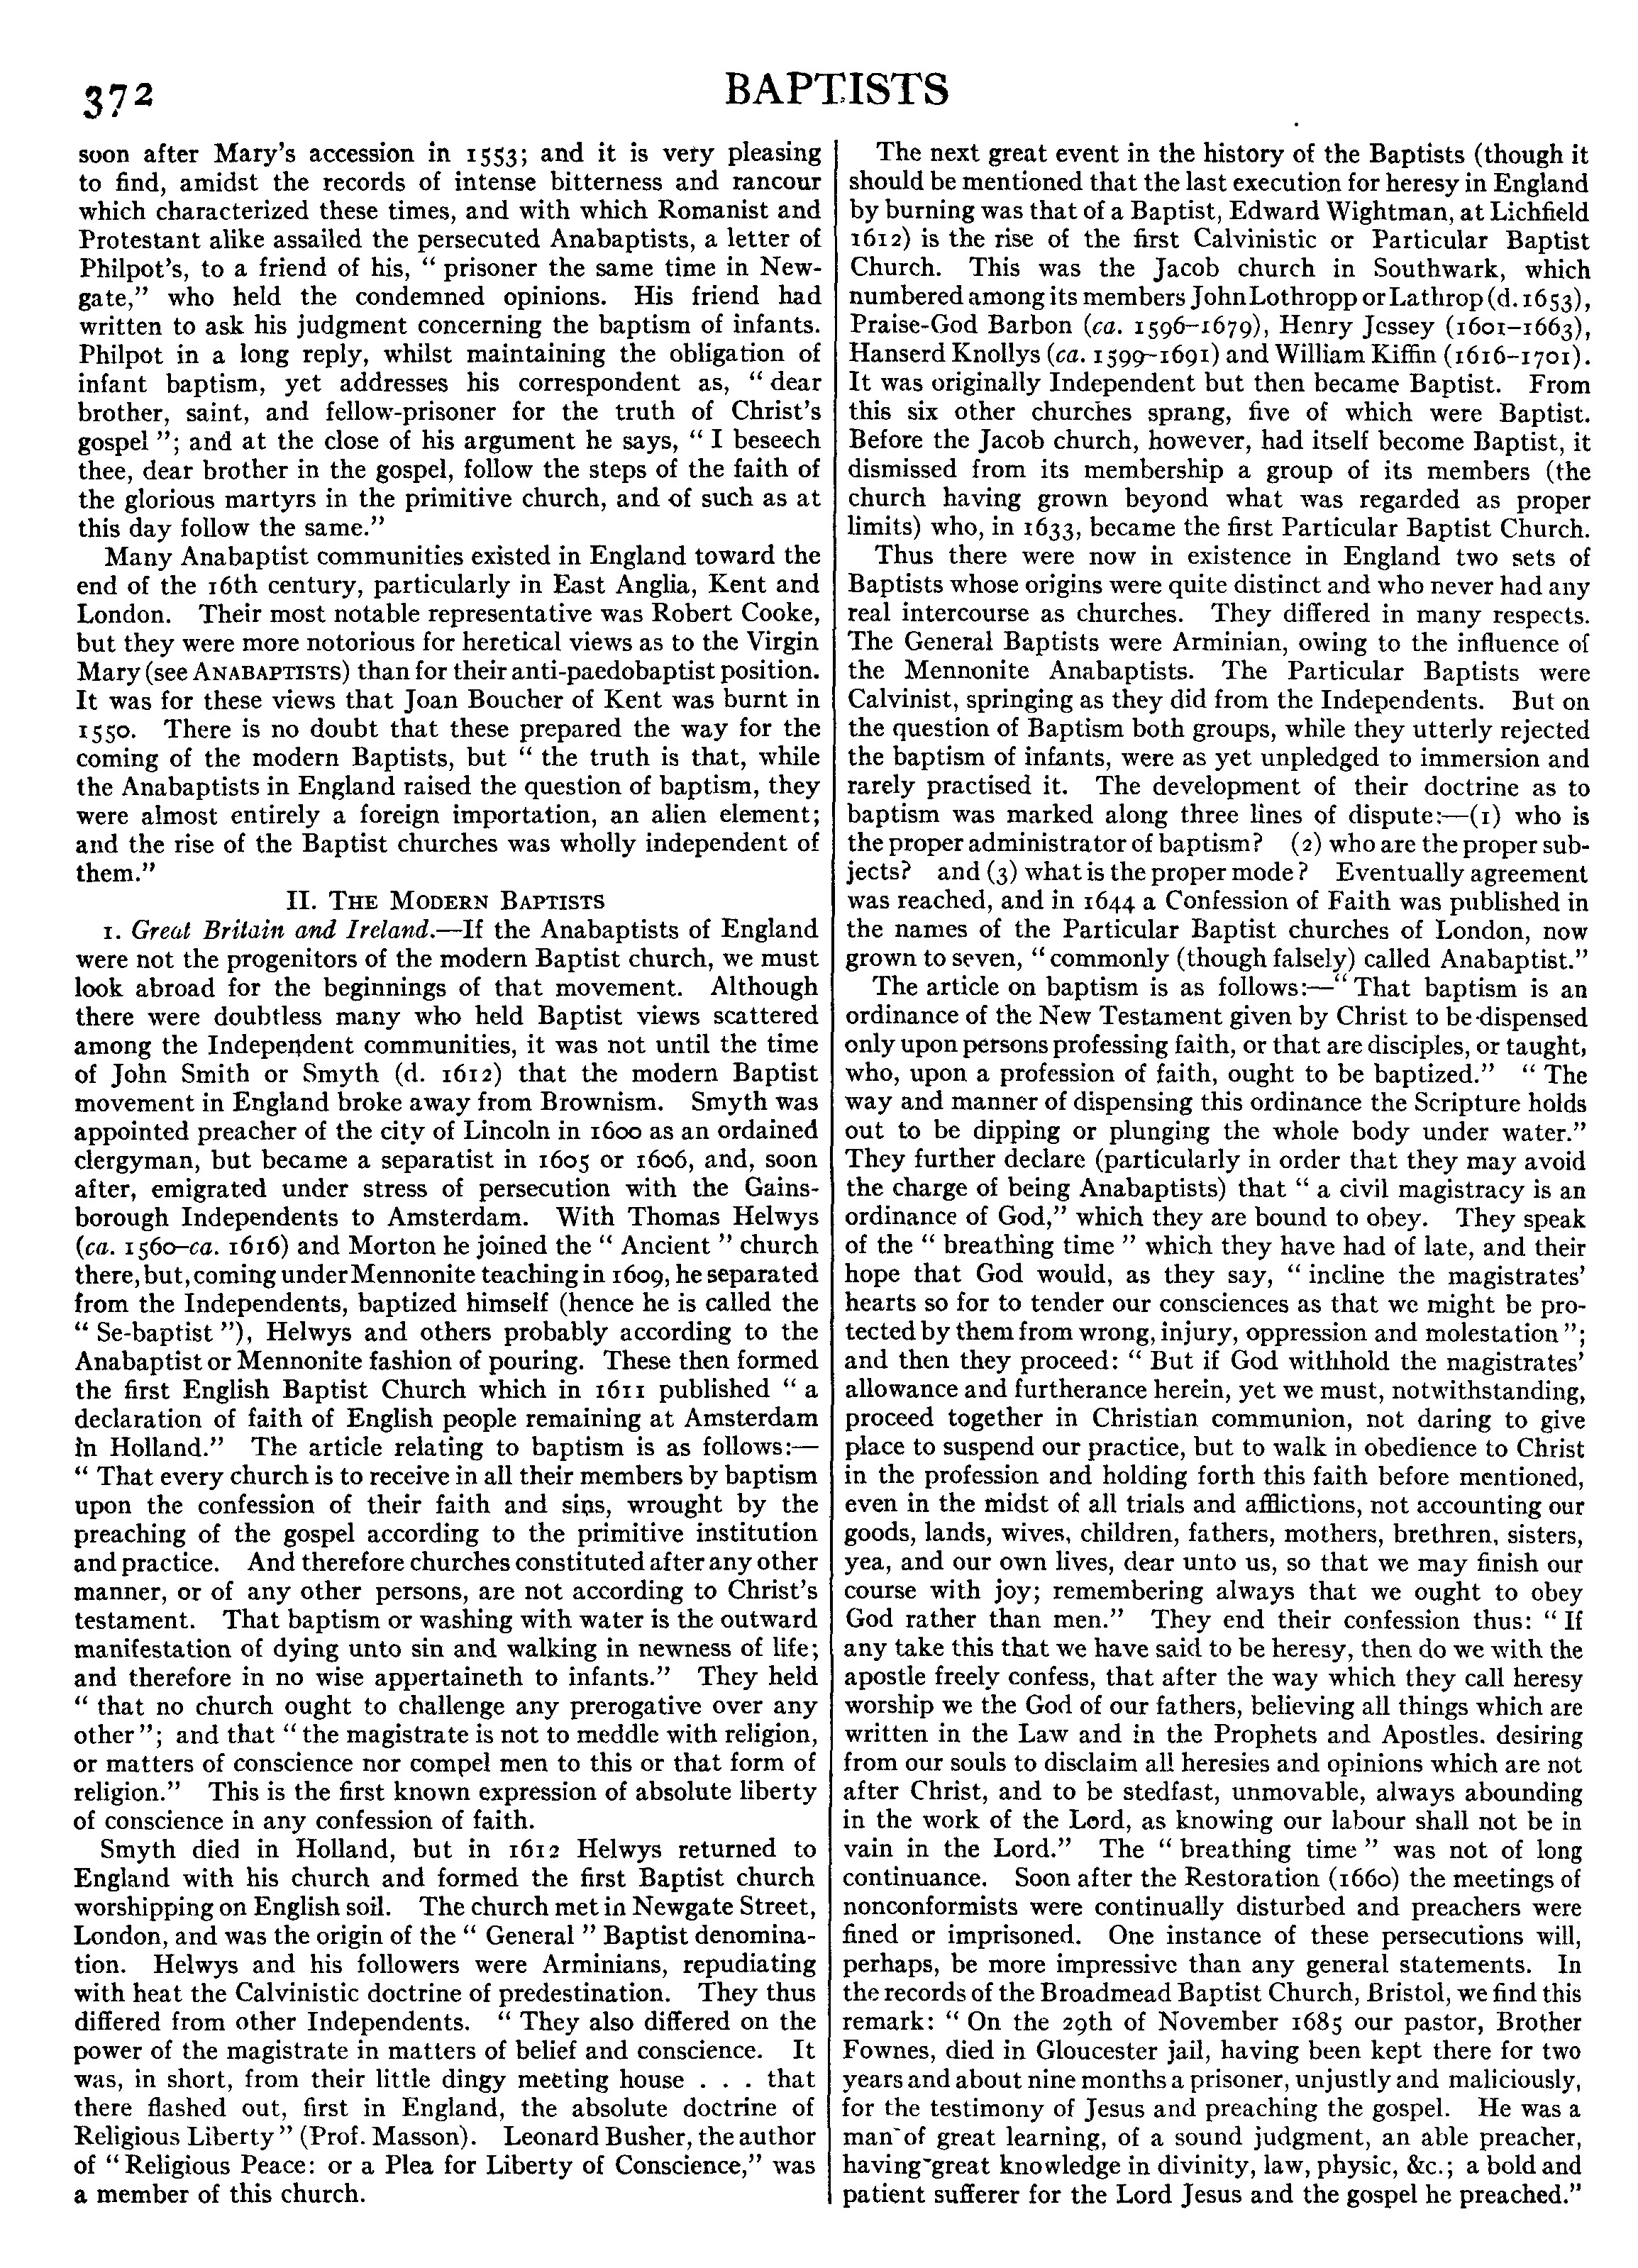 372
BAPTISTS
soon after Mary's accession in 1553; and it is very pleasing
to find, amidst the records of intense bitterness and rancour
which characterized these times, and with which Romanist and
Protestant alike assailed the persecuted Anabaptists, a letter of
Philpot's, to a friend of his, “ prisoner the same time in New-
gate,” who held the condemned opinions. His friend had
written to ask his judgment concerning the baptism of infants.
Philpot in a long reply, whilst maintaining the obligation of
infant baptism, yet addresses his correspondent as, “ dear
brother, saint, and fellow-prisoner for the truth of Christ's
gospel ”; and at the close of his argument he says, “ I beseech
thee, dear brother in the gospel, follow the steps of the faith of
the glorious martyrs in the primitive church, and of such as at
this day follow the same.”
Many Anabaptist communities existed in England toward the
end of the 16th century, particularly in East Anglia, Kent and
London. Their most notable representative was Robert Cooke,
but they were more notorious for heretical views as to the Virgin
Mary (see ANABAPTISTS) than for their anti-paedobaptist position.
It was for these views that Joan Boucher of Kent was burnt in
1550. There is no doubt that these prepared the way for the
coming of the modern Baptists, but “ the truth is that, while
the Anabaptists in England raised the question of baptism, they
were almost entirely a foreign importation, an alien element;
and the rise of the Baptist churches was wholly independent of
them.”
II. THE MODERN BAPTISTS
1. Great Britain and Ireland.—If the Anabaptists of England
were not the progenitors of the modern Baptist church, we must
look abroad for the beginnings of that movement. Although
there were doubtless many who held Baptist views scattered
among the Independent communities, it was not until the time
of John Smith or Smyth (d. 1612) that the modern Baptist
movement in England broke away from Brownism. Smyth was
appointed preacher of the city of Lincoln in 1600 as an ordained
clergyman, but became a separatist in 1605 or 1606, and, soon
after, emigrated under stress of persecution with the Gains-
borough Independents to Amsterdam. With Thomas Helwys
(ca. 1560–ca. 1616) and Morton he joined the “ Ancient ” church
there, but, coming under Mennonite teaching in 1609, he separated
from the Independents, baptized himself (hence he is called the
“ Se-baptist ”), Helwys and others probably according to the
Anabaptist or Mennonite fashion of pouring. These then formed
the first English Baptist Church which in 1611 published “ a
declaration of faith of English people remaining at Amsterdam
in Holland.” The article relating to baptism is as follows:—
“ That every church is to receive in all their members by baptism
upon the confession of their faith and sins, wrought by the
preaching of the gospel according to the primitive institution
and practice. And therefore churches constituted after any other
manner, or of any other persons, are not according to Christ's
testament. That baptism or washing with water is the outward
manifestation of dying unto sin and walking in newness of life;
and therefore in no wise appertaineth to infants.” They held
“ that no church ought to challenge any prerogative over any
other ”; and that “ the magistrate is not to meddle with religion,
or matters of conscience nor compel men to this or that form of
religion.” This is the first known expression of absolute liberty
of conscience in any confession of faith.
Smyth died in Holland, but in 1612 Helwys returned to
England with his church and formed the first Baptist church
worshipping on English soil. The church met in Newgate Street,
London, and was the origin of the “ General ” Baptist denomina-
tion. Helwys and his followers were Arminians, repudiating
with heat the Calvinistic doctrine of predestination. They thus
differed from other Independents. “ They also differed on the
power of the magistrate in matters of belief and conscience. It
was, in short, from their little dingy meeting house . . . that
there flashed out, first in England, the absolute doctrine of
Religious Liberty ” (Prof. Masson). Leonard Busher, the author
of “ Religious Peace: or a Plea for Liberty of Conscience,” was
a member of this church.
The next great event in the history of the Baptists (though it
should be mentioned that the last execution for heresy in England
by burning was that of a Baptist, Edward Wightman, at Lichfield
1612) is the rise of the first Calvinistic or Particular Baptist
Church. This was the Jacob church in Southwark, which
numbered among its members John Lothropp or Lathrop (d. 1653),
Praise-God Barbon (ca. 1596–1679), Henry Jessey (1601–1663),
Hanserd Knollys (ca. 1599–1691) and William Kiffin (1616–1701).
It was originally Independent but then became Baptist. From
this six other churches sprang, five of which were Baptist.
Before the Jacob church, however, had itself become Baptist, it
dismissed from its membership a group of its members (the
church having grown beyond what was regarded as proper
limits) who, in 1633, became the first Particular Baptist Church.
Thus there were now in existence in England two sets of
Baptists whose origins were quite distinct and who never had any
real intercourse as churches. They differed in many respects.
The General Baptists were Arminian, owing to the influence of
the Mennonite Anabaptists. The Particular Baptists were
Calvinist, springing as they did from the Independents. But on
the question of Baptism both groups, while they utterly rejected
the baptism of infants, were as yet unpledged to immersion and
rarely practised it. The development of their doctrine as to
baptism was marked along three lines of dispute:—(1) who is
the proper administrator of baptism? (2) who are the proper sub-
jects? and (3) what is the proper mode? Eventually agreement
was reached, and in 1644 a Confession of Faith was published in
the names of the Particular Baptist churches of London, now
grown to seven, “ commonly (though falsely) called Anabaptist.”
The article on baptism is as follows:—“ That baptism is an
ordinance of the New Testament given by Christ to be dispensed
only upon persons professing faith, or that are disciples, or taught,
who, upon a profession of faith, ought to be baptized.” “ The
way and manner of dispensing this ordinance the Scripture holds
out to be dipping or plunging the whole body under water.”
They further declare (particularly in order that they may avoid
the charge of being Anabaptists) that “ a civil magistracy is an
ordinance of God,” which they are bound to obey. They speak
of the “ breathing time ” which they have had of late, and their
hope that God would, as they say, “ incline the magistrates'
hearts so for to tender our consciences as that we might be pro-
tected by them from wrong, injury, oppression and molestation ”;
and then they proceed: “ But if God withhold the magistrates'
allowance and furtherance herein, yet we must, notwithstanding,
proceed together in Christian communion, not daring to give
place to suspend our practice, but to walk in obedience to Christ
in the profession and holding forth this faith before mentioned,
even in the midst of all trials and afflictions, not accounting our
goods, lands, wives, children, fathers, mothers, brethren, sisters,
yea, and our own lives, dear unto us, so that we may finish our
course with joy; remembering always that we ought to obey
God rather than men.” They end their confession thus: “ If
any take this that we have said to be heresy, then do we with the
apostle freely confess, that after the way which they call heresy
worship we the God of our fathers, believing all things which are
written in the Law and in the Prophets and Apostles. desiring
from our souls to disclaim all heresies and opinions which are not
after Christ, and to be stedfast, unmovable, always abounding
in the work of the Lord, as knowing our labour shall not be in
vain in the Lord.” The “ breathing time ” was not of long
continuance. Soon after the Restoration (1660) the meetings of
nonconformists were continually disturbed and preachers were
fined or imprisoned. One instance of these persecutions will,
perhaps, be more impressive than any general statements. In
the records of the Broadmead Baptist Church, Bristol, we find this
remark: “ On the 29th of November 1685 our pastor, Brother
Fownes, died in Gloucester jail, having been kept there for two
years and about nine months a prisoner, unjustly and maliciously,
for the testimony of Jesus and preaching the gospel. He was a
man of great learning, of a sound judgment, an able preacher,
having great knowledge in divinity, law, physic, &c.; a bold and
patient sufferer for the Lord Jesus and the gospel he preached.”